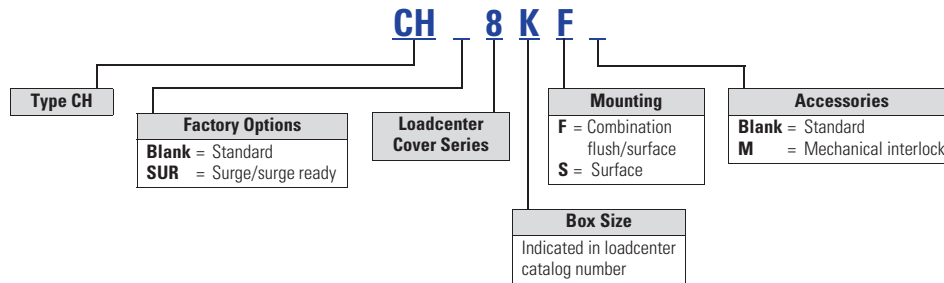 CH _ 8 K F _
Type CH
Factory Options
Blank = Standard
SUR = Surge/surge ready
Loadcenter
Cover Series
Mounting
F = Combination
flush/surface
S = Surface
Accessories
Blank = Standard
M = Mechanical interlock
Box Size
Indicated in loadcenter
catalog number